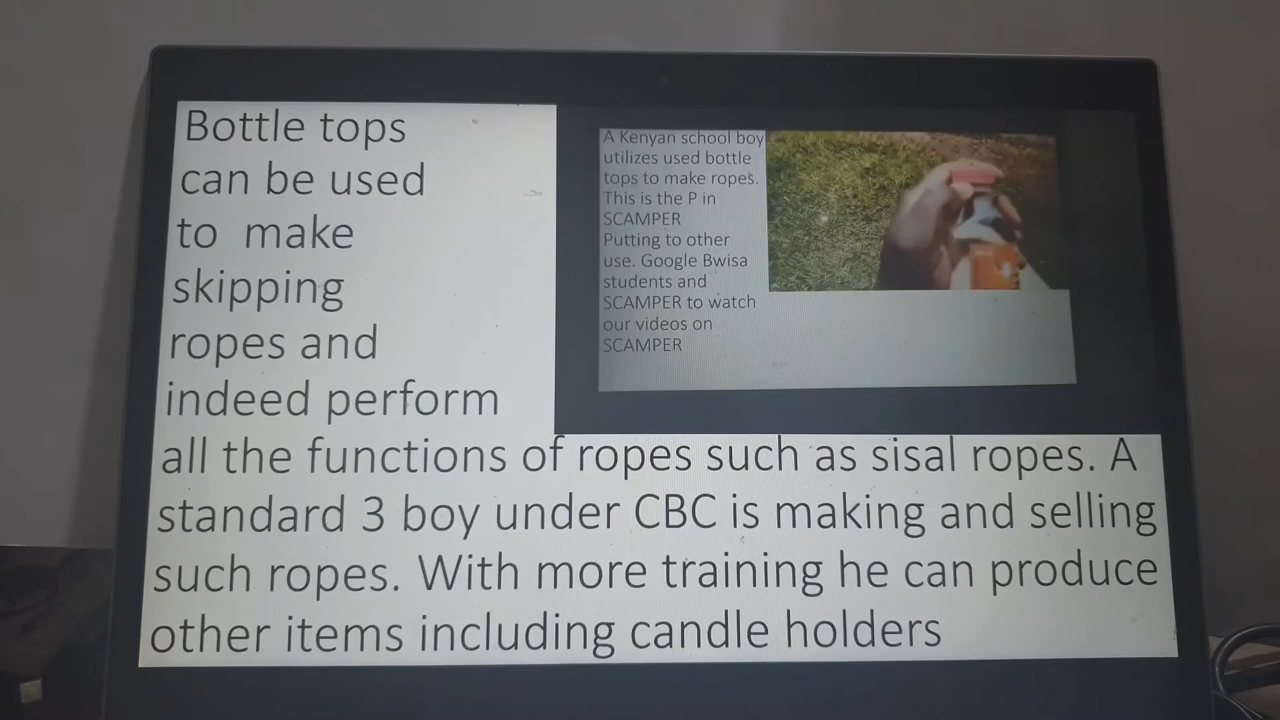 Bottle tops
can be used
to make
skipping
ropes and
indeed perform
all the functions of ropes such as sisal ropes. A
standard 3 boy under CBC is making and selling
such ropes. With more training he can produce
other items including candle holders
A Kenyan school boy
utilizes used bottle
tops to make ropes.
This is the P in
SCAMPER
Putting to other
use. Google Bwisa
students and
SCAMPER to watch
our videos on
SCAMPER